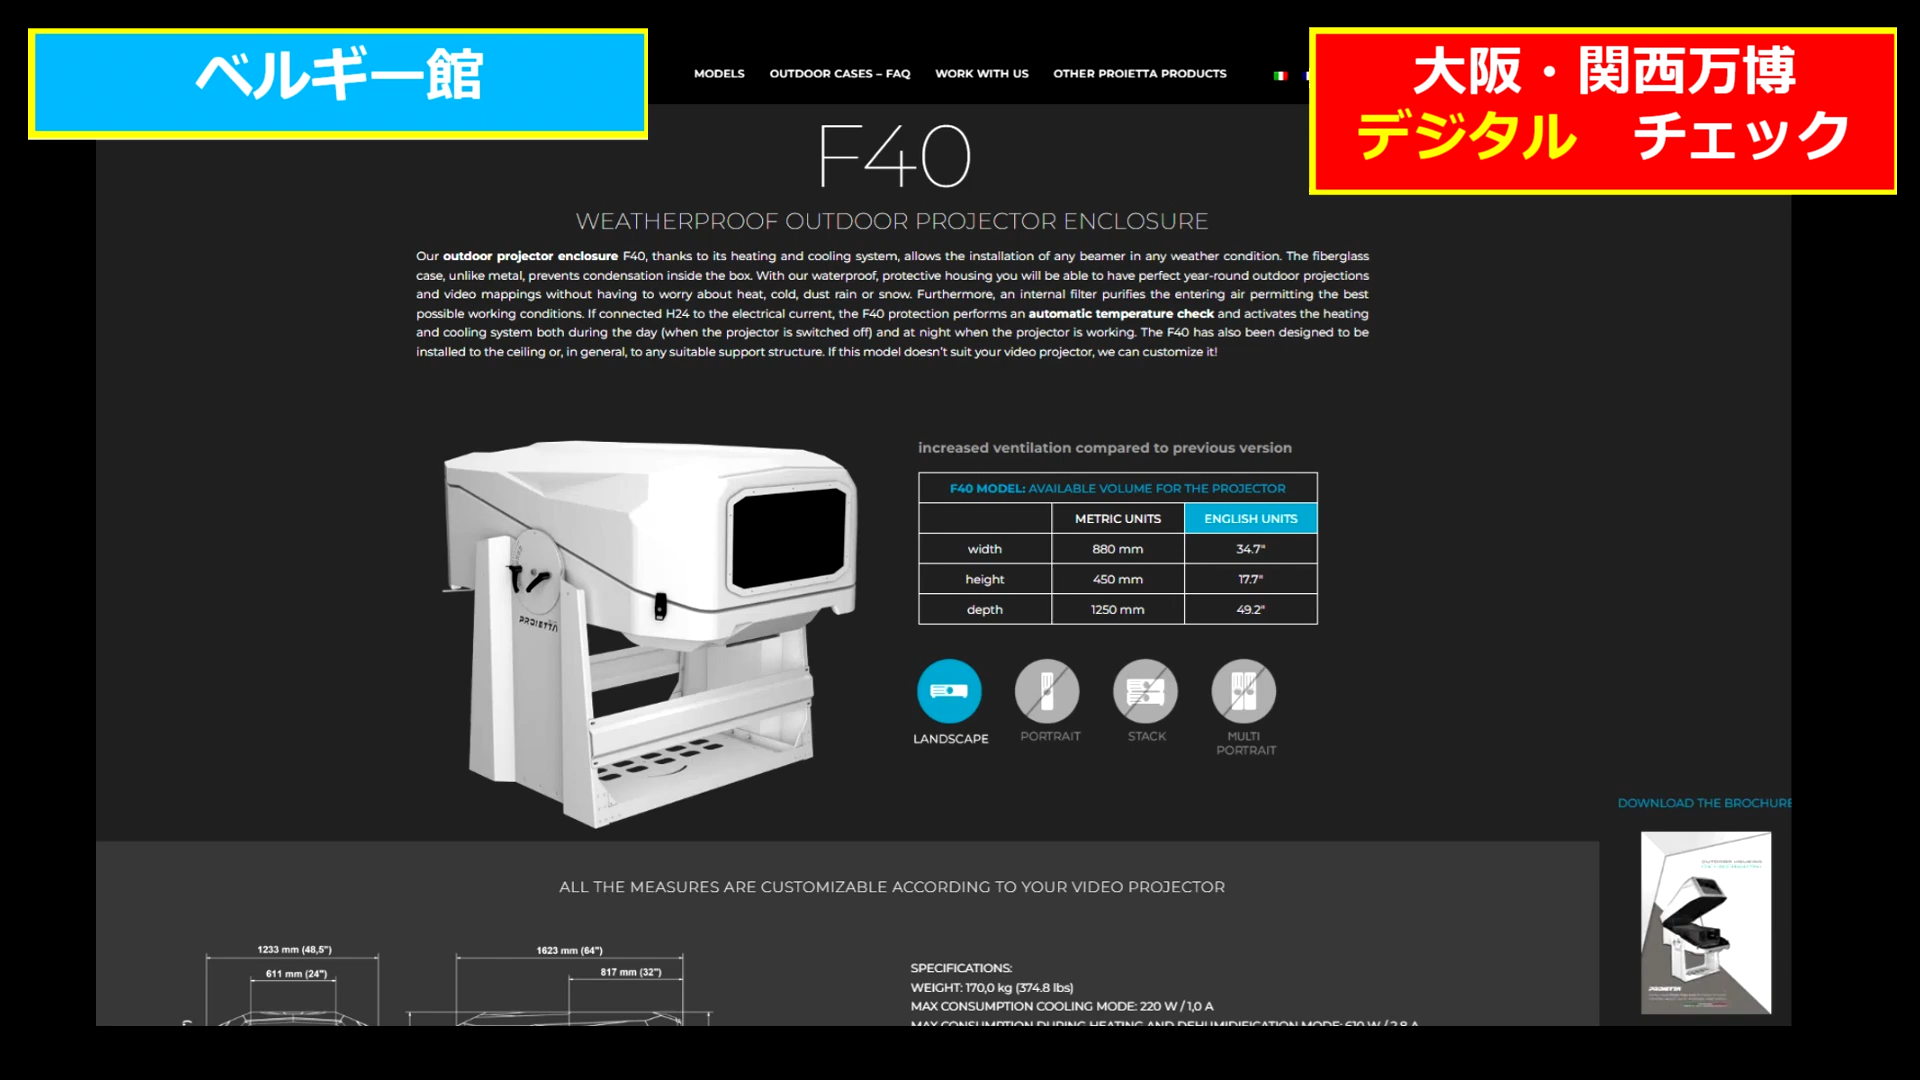 ベルギー館
大阪・関西万博
デジタル チェック
MODELS OUTDOOR CASES – FAQ WORK WITH US OTHER PROIETTA PRODUCTS
F40
WEATHERPROOF OUTDOOR PROJECTOR ENCLOSURE
Our outdoor projector enclosure F40, thanks to its heating and cooling system, allows the installation of any beamer in any weather condition. The fiberglass
case, unlike metal, prevents condensation inside the box. With our waterproof, protective housing you will be able to have perfect year-round outdoor projections
and video mappings without having to worry about heat, cold, dust rain or snow. Furthermore, an internal filter purifies the entering air permitting the best
possible working conditions. If connected H24 to the electrical current, the F40 protection performs an automatic temperature check and activates the heating
and cooling system both during the day (when the projector is switched off) and at night when the projector is working. The F40 has also been designed to be
installed to the ceiling or, in general, to any suitable support structure. If this model doesn't suit your video projector, we can customize it!
increased ventilation compared to previous version
F40 MODEL: AVAILABLE VOLUME FOR THE PROJECTOR
METRIC UNITS ENGLISH UNITS
width 880 mm 34.7"
height 450 mm 17.7"
depth 1250 mm 49.2"
PROIETTA
LANDSCAPE PORTRAIT STACK MULTI
PORTRAIT
DOWNLOAD THE BROCHURE
ALL THE MEASURES ARE CUSTOMIZABLE ACCORDING TO YOUR VIDEO PROJECTOR
1233 mm (48,5")
611 mm (24")
1623 mm (64")
817 mm (32")
SPECIFICATIONS:
WEIGHT: 170,0 kg (374.8 lbs)
MAX CONSUMPTION COOLING MODE: 220 W / 1,0 A
MAX CONSUMPTION DURING HEATING AND DEHUMIDIFICATION MODE: 610 W / 2,8 A
PROIETTA